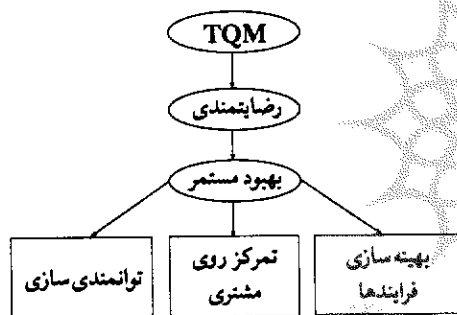 TQM
رضایتمندی
بهبود مستمر
بهینه سازی
فرایندها
تمرکز روی
مشتری
توانمندی سازی